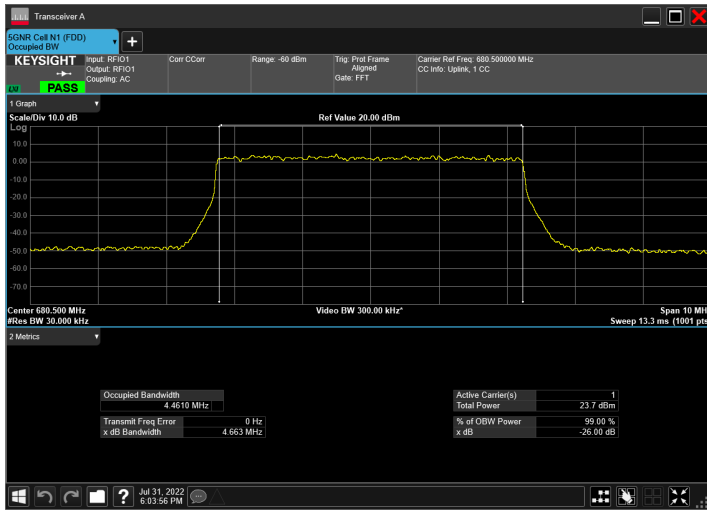 Transceiver A
5GNR Cell N1 (FDD)
Occupied BW
+
KEYSIGHT
LXI
PASS
Input: RFIO1
Output: RFIO1
Coupling: AC
Corr CCorr
Range: -60 dBm
Trig: Prot Frame
Aligned
Gate: FFT
Carrier Ref Freq: 680.500000 MHz
CC Info: Uplink, 1 CC
1 Graph
Scale/Div 10.0 dB
Ref Value 20.00 dBm
Log
10.0
0.00
-10.0
-20.0
-30.0
-40.0
-50.0
-60.0
-70.0
Center 680.500 MHz
Video BW 300.00 kHz*
Span 10 MH
#Res BW 30.000 kHz
Sweep 13.3 ms (1001 pts
2 Metrics
Occupied Bandwidth
4.4610 MHz
Transmit Freq Error 0 Hz
x dB Bandwidth 4.663 MHz
Active Carrier(s) 1
Total Power 23.7 dBm
% of OBW Power 99.00 %
x dB -26.00 dB
?
Jul 31, 2022
6:03:56 PM